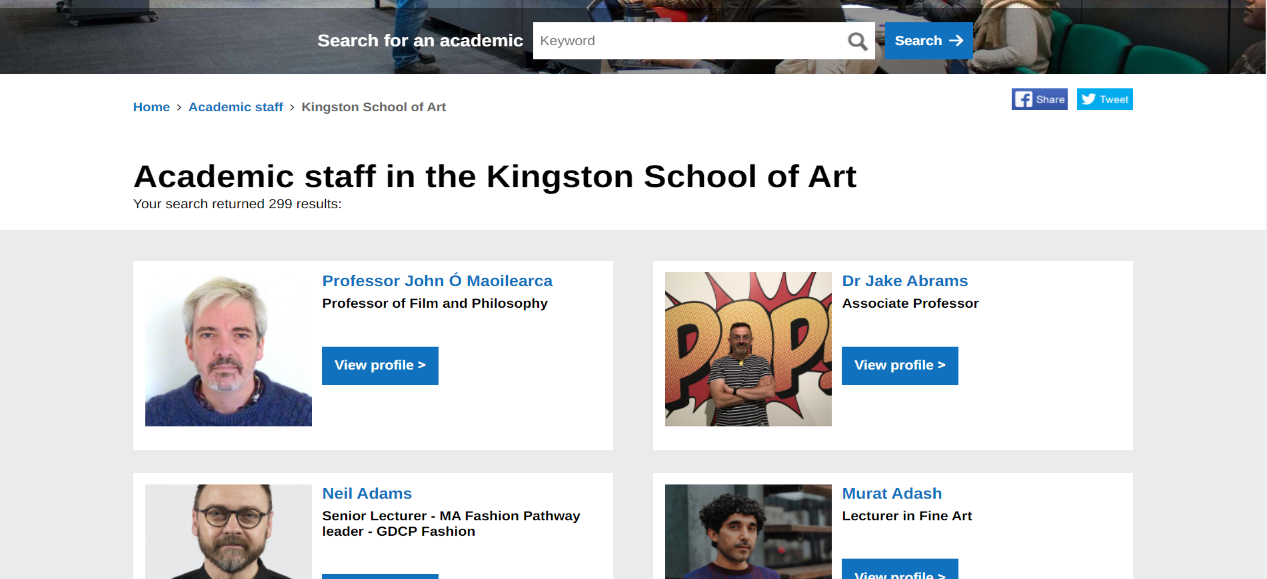 Search for an academic
Keyword
Search
Home › Academic staff › Kingston School of Art
Share
Tweet
Academic staff in the Kingston School of Art
Your search returned 299 results:
Professor John Ó Maoilearca
Professor of Film and Philosophy
View profile >
POP!
Dr Jake Abrams
Associate Professor
View profile >
Neil Adams
Senior Lecturer - MA Fashion Pathway
leader - GDCP Fashion
Murat Adash
Lecturer in Fine Art
View profile >